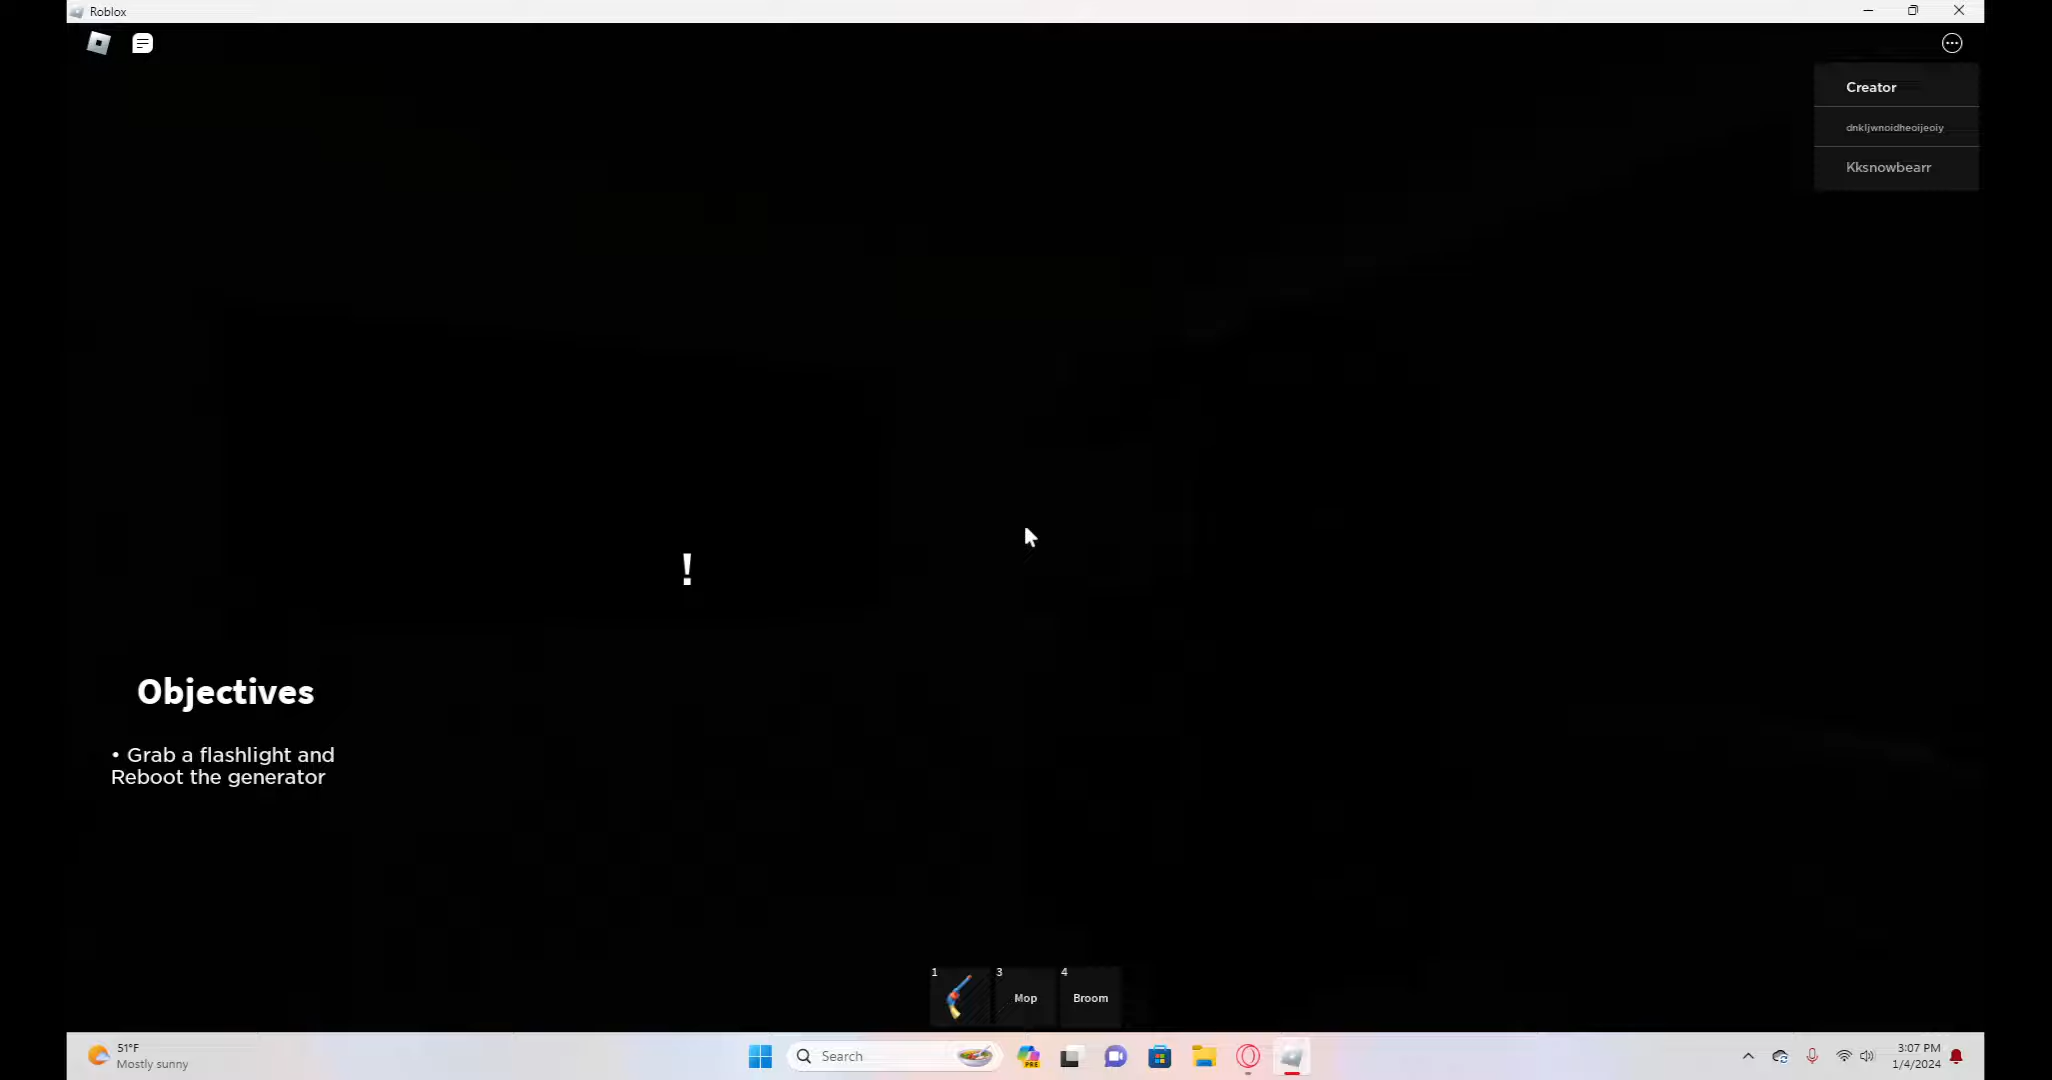 Roblox
Creator
dnkljwnoidheoijeoiy
Kksnowbearr
!
Objectives
• Grab a flashlight and
Reboot the generator
1
3
4
Mop
Broom
51°F
Mostly sunny
Search
PRE
3:07 PM
1/4/2024